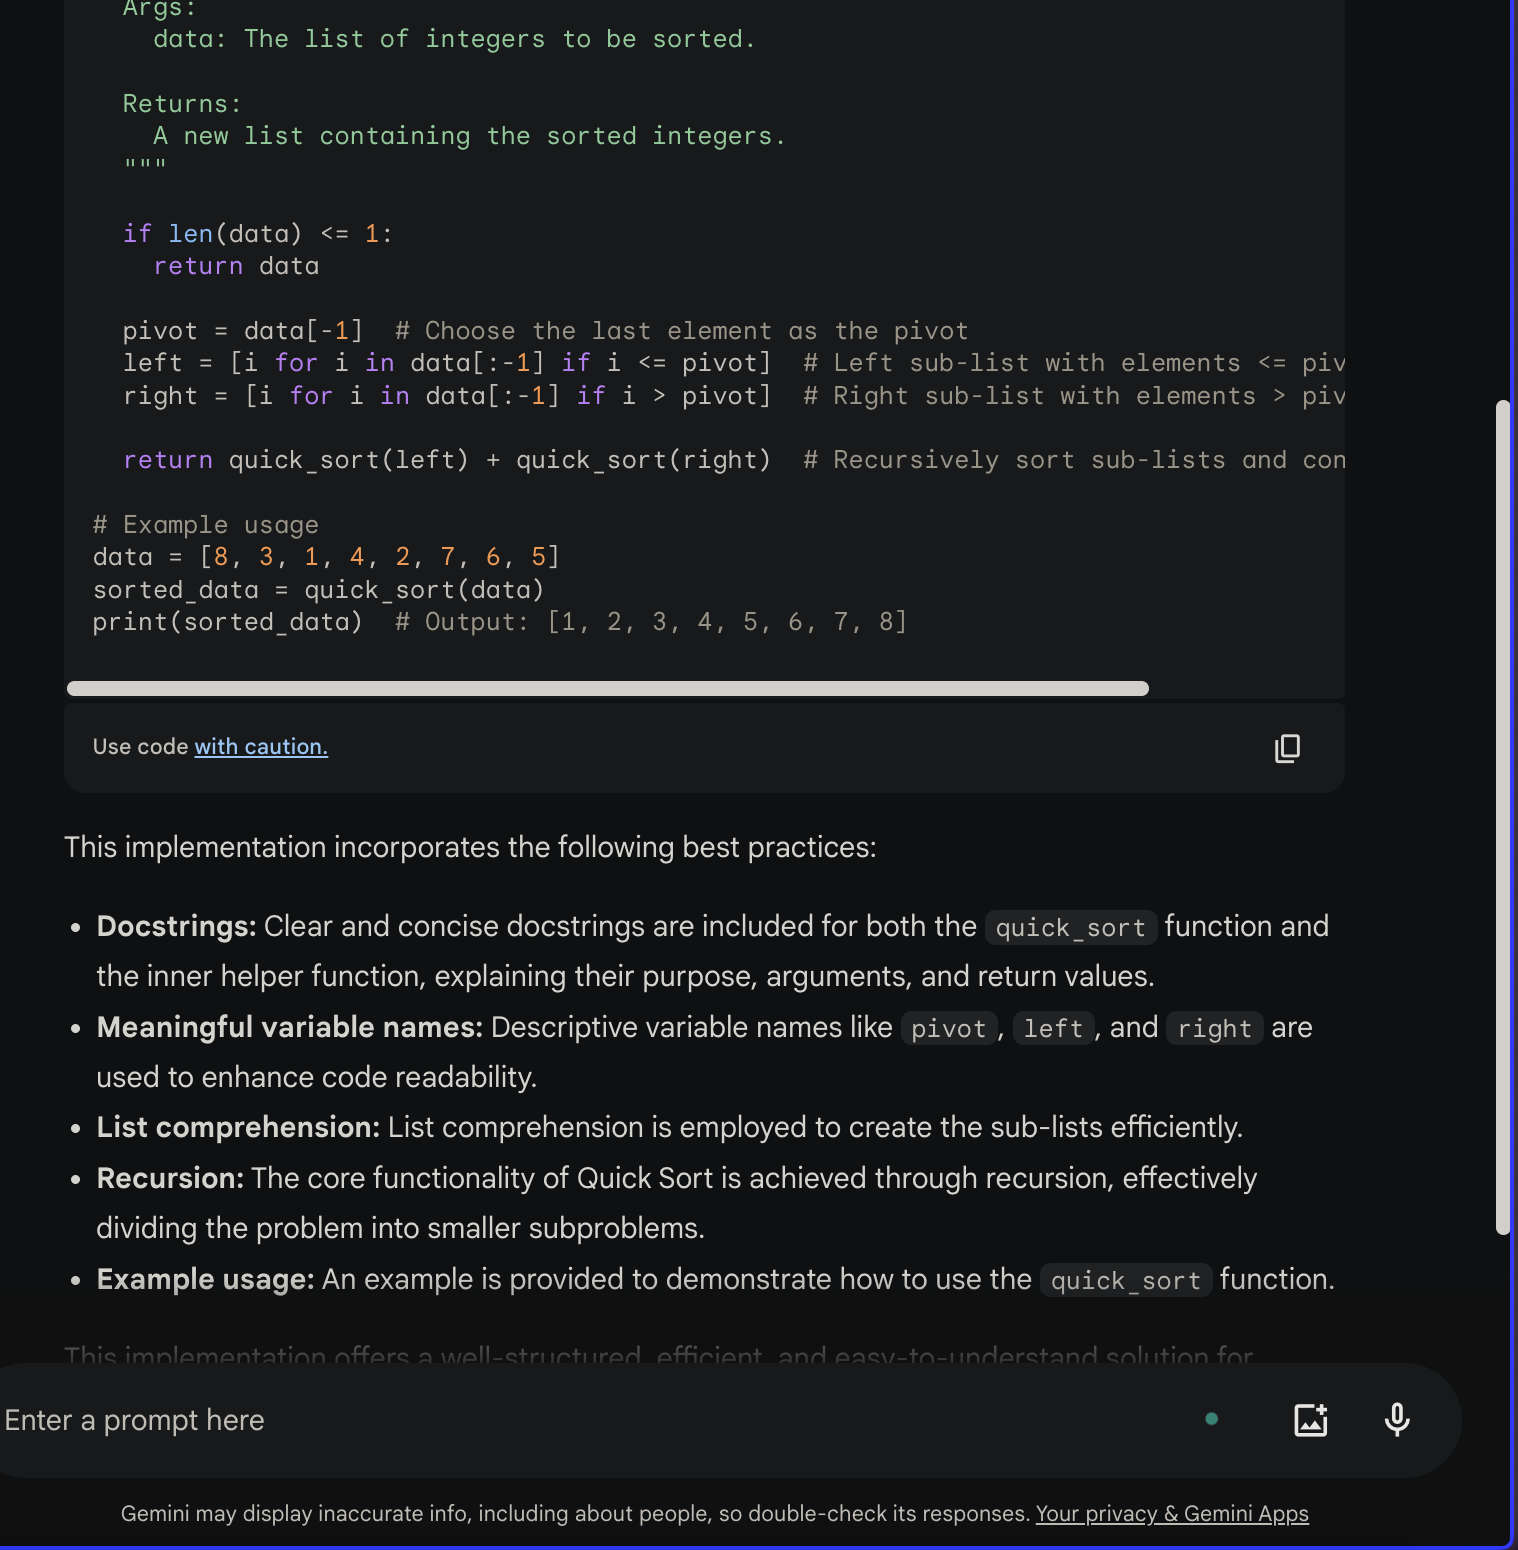 Args:
data: The list of integers to be sorted.
Returns:
A new list containing the sorted integers.
"""
if len(data) <= 1:
return data
pivot = data[-1]  # Choose the last element as the pivot
left = [i for i in data[:-1] if i <= pivot]  # Left sub-list with elements <= piv
right = [i for i in data[:-1] if i > pivot]  # Right sub-list with elements > piv
return quick_sort(left) + quick_sort(right)  # Recursively sort sub-lists and con
# Example usage
data = [8, 3, 1, 4, 2, 7, 6, 5]
sorted_data = quick_sort(data)
print(sorted_data)  # Output: [1, 2, 3, 4, 5, 6, 7, 8]
Use code with caution.
This implementation incorporates the following best practices:
• Docstrings: Clear and concise docstrings are included for both the quick_sort function and
the inner helper function, explaining their purpose, arguments, and return values.
• Meaningful variable names: Descriptive variable names like pivot, left, and right are
used to enhance code readability.
• List comprehension: List comprehension is employed to create the sub-lists efficiently.
• Recursion: The core functionality of Quick Sort is achieved through recursion, effectively
dividing the problem into smaller subproblems.
• Example usage: An example is provided to demonstrate how to use the quick_sort function.
This implementation offers a well-structured, efficient, and easy-to-understand solution for
Enter a prompt here
Gemini may display inaccurate info, including about people, so double-check its responses. Your privacy & Gemini Apps